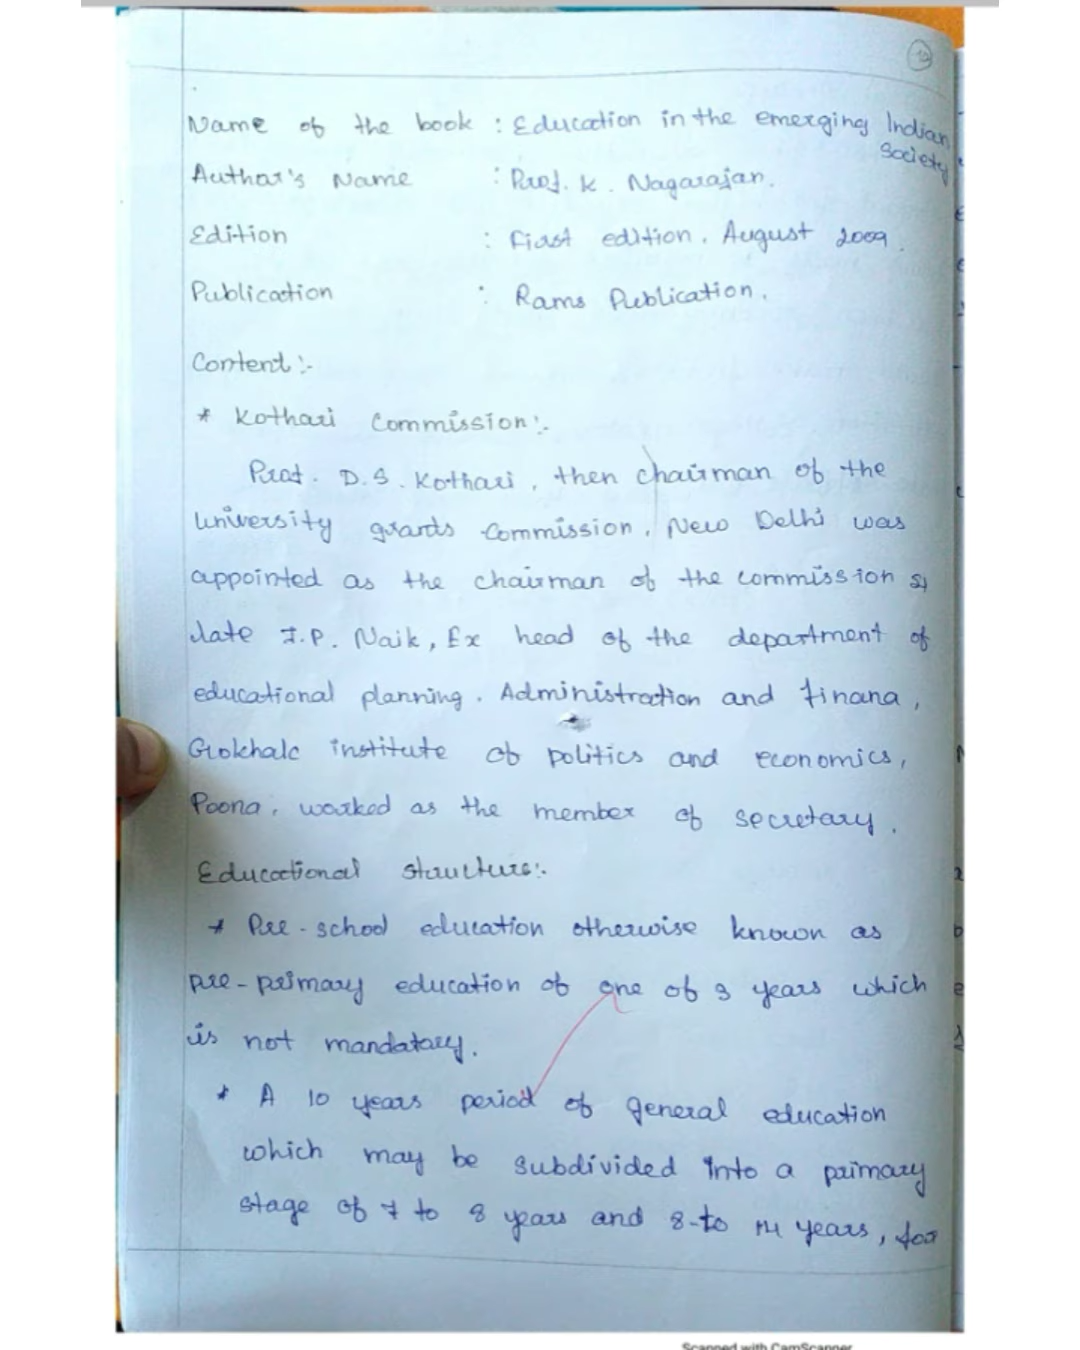 Name of the book : Education in the emerging Indian
Society
Author's Name : Prof. K. Nagarajan.
Edition : First edition, August 2009.
Publication : Rams Publication.
Content :-
* Kothari Commission :-
Prof. D.S. Kothari, then chairman of the
University grants Commission, New Delhi was
appointed as the chairman of the commission &
late J.P. Naik, Ex head of the department of
educational planning, Administration and finana,
Gokhale institute of politics and economics,
Poona, worked as the member of secretary.
Educational structure :-
* Pre-school education otherwise known as
pre-primary education of one of 3 years which
is not mandatory.
* A 10 years period of general education
which may be subdivided into a primary
stage of 7 to 8 years and 8-to 14 years, for
Scanned with CamScanner